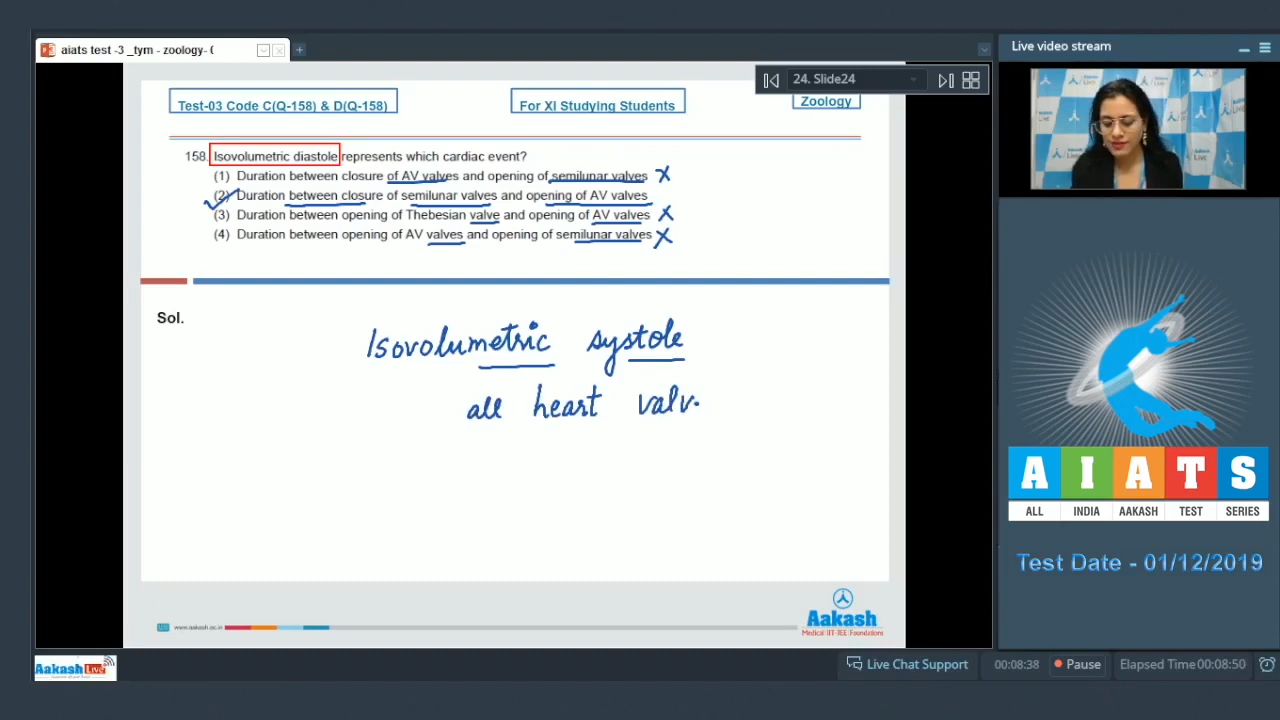 aiats test -3 _tym - zoology- (
Live video stream
24. Slide24
Test-03 Code C(Q-158) & D(Q-158)
For XI Studying Students
Zoology
158. Isovolumetric diastole represents which cardiac event?
(1) Duration between closure of AV valves and opening of semilunar valves
(2) Duration between closure of semilunar valves and opening of AV valves
(3) Duration between opening of Thebesian valve and opening of AV valves
(4) Duration between opening of AV valves and opening of semilunar valves
Sol.
Isovolumetric systole
all heart valv
A I A T S
ALL INDIA AAKASH TEST SERIES
Test Date - 01/12/2019
www.aakash.ac.in
Aakash
Medical|IIT-JEE|Foundations
Aakash Live
Live Chat Support
00:08:38
Pause
Elapsed Time 00:08:50